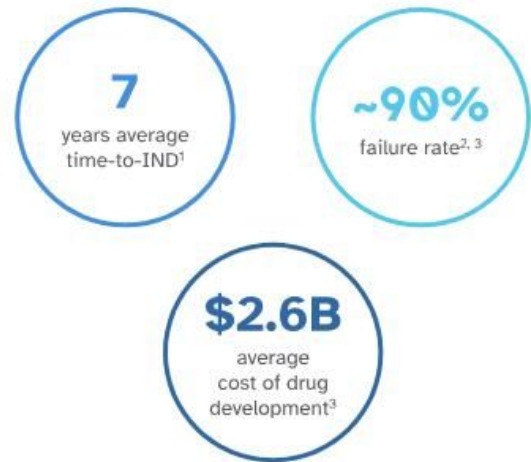 7
years average
time-to-IND¹
~90%
failure rate²˒ ³
$2.6B
average
cost of drug
development³